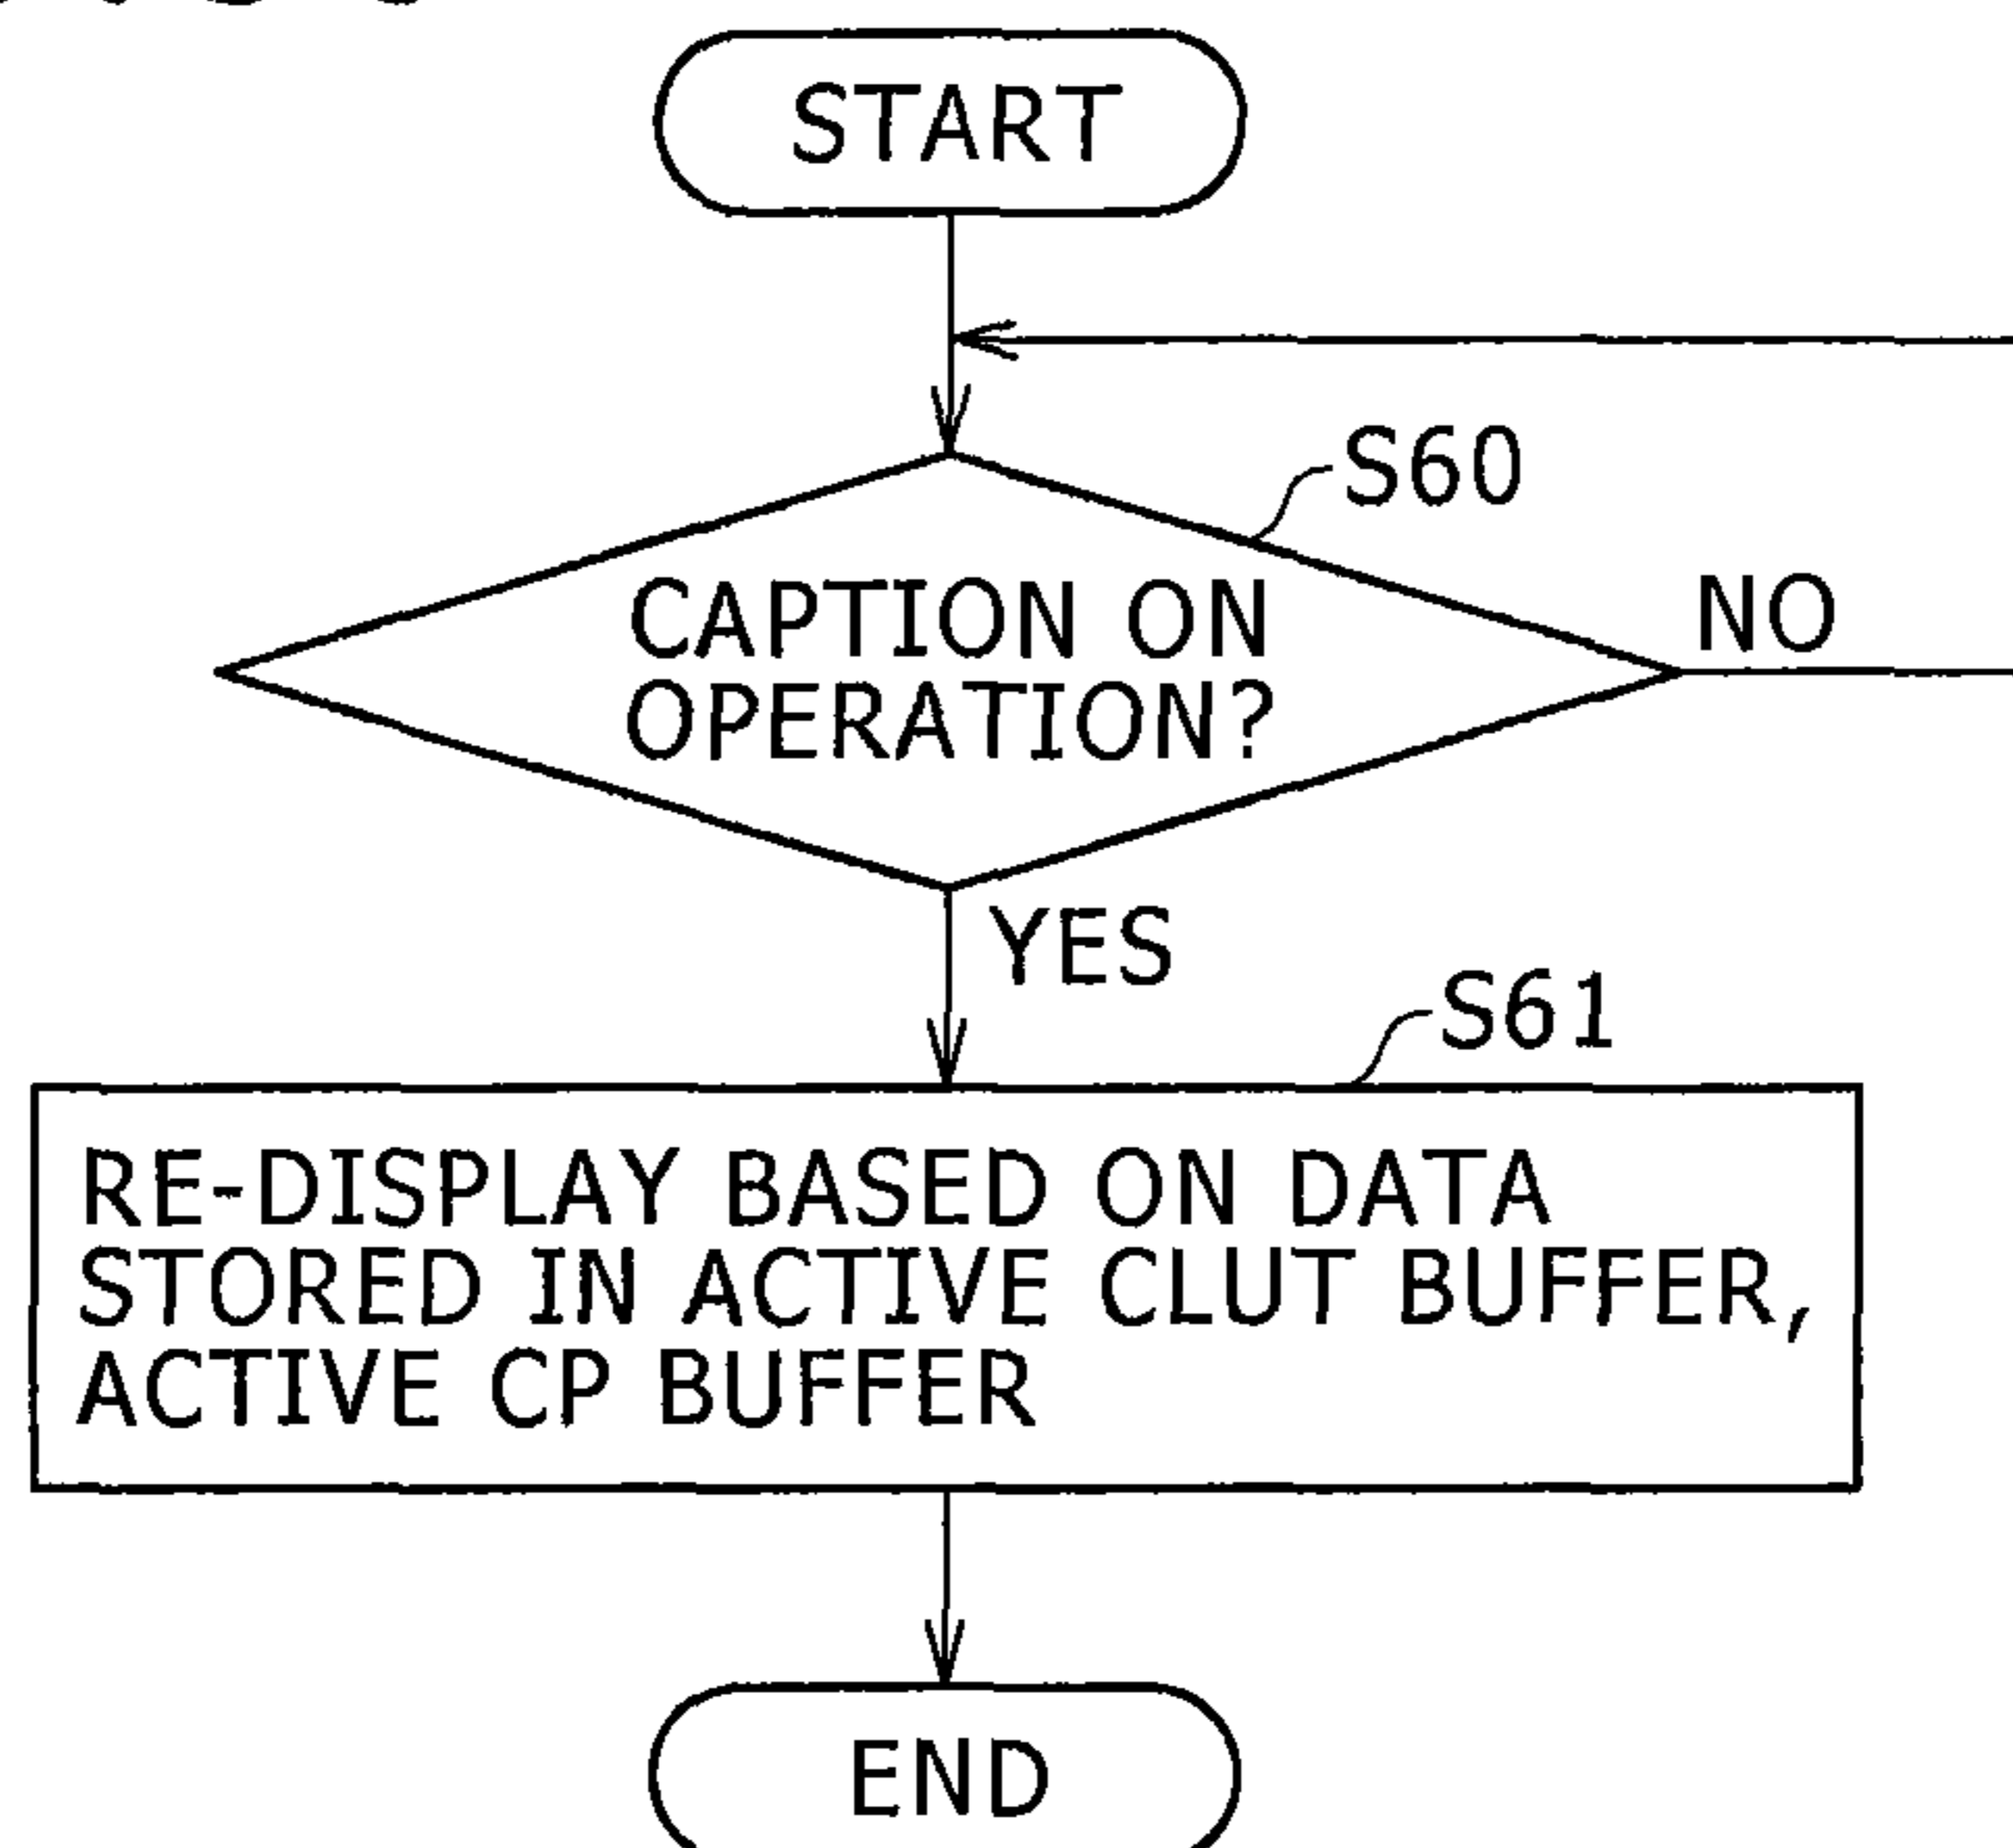 START
S60
CAPTION ON
OPERATION?
NO
YES
S61
RE-DISPLAY BASED ON DATA
STORED IN ACTIVE CLUT BUFFER,
ACTIVE CP BUFFER
END